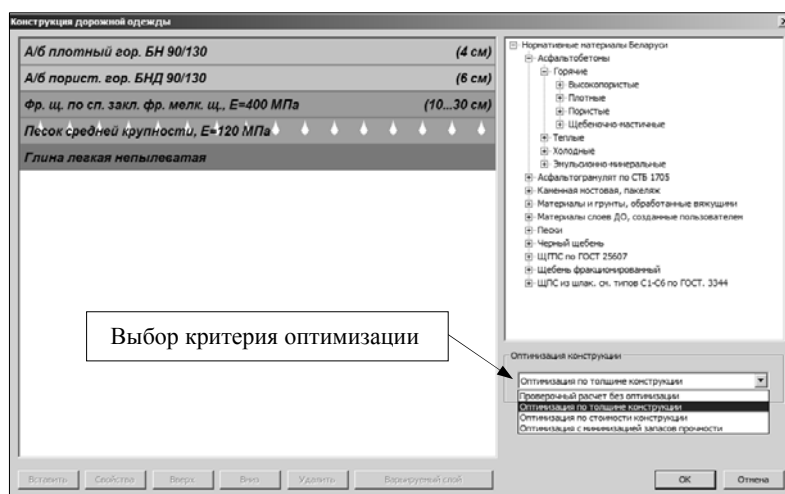 Конструкция дорожной одежды
А/б плотный гор. БН 90/130 (4 см)
А/б порист. гор. БНД 90/130 (6 см)
Фр. щ. по сп. закл. фр. мелк. щ., E=400 МПа (10...30 см)
Песок средней крупности, E=120 МПа
Глина легкая непылеватая
Нормативные материалы Беларуси
Асфальтобетоны
Горячие
Высокопористые
Плотные
Пористые
Щебеночно-мастичные
Теплые
Холодные
Эмульсионно-минеральные
Асфальтогранулят по СТБ 1705
Каменная мостовая, пакеляж
Материалы и грунты, обработанные вяжущими
Материалы слоев ДО, созданные пользователем
Пески
Черный щебень
ЩГПС по ГОСТ 25607
Щебень фракционированный
ЩПС из шлак. см. типов С1-С6 по ГОСТ. 3344
Выбор критерия оптимизации
Оптимизация конструкции
Оптимизация по толщине конструкции
Проверочный расчет без оптимизации
Оптимизация по толщине конструкции
Оптимизация по стоимости конструкции
Оптимизация с минимизацией запасов прочности
Вставить Свойства Вверх Вниз Удалить Варьируемый слой OK Отмена